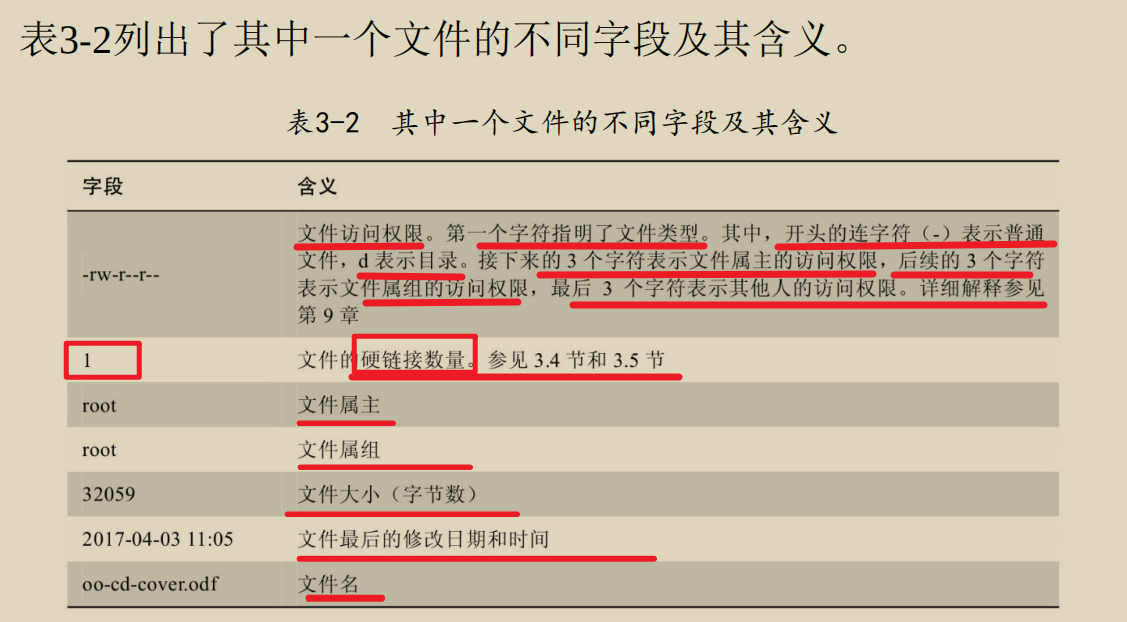 表3-2列出了其中一个文件的不同字段及其含义。
表3-2 其中一个文件的不同字段及其含义
字段 含义
文件访问权限。第一个字符指明了文件类型。其中，开头的连字符（-）表示普通
-rw-r--r-- 文件，d 表示目录。接下来的 3 个字符表示文件属主的访问权限，后续的 3 个字符
表示文件属组的访问权限，最后 3 个字符表示其他人的访问权限。详细解释参见
第 9 章
1 文件的硬链接数量。参见 3.4 节和 3.5 节
root 文件属主
root 文件属组
32059 文件大小（字节数）
2017-04-03 11:05 文件最后的修改日期和时间
oo-cd-cover.odf 文件名